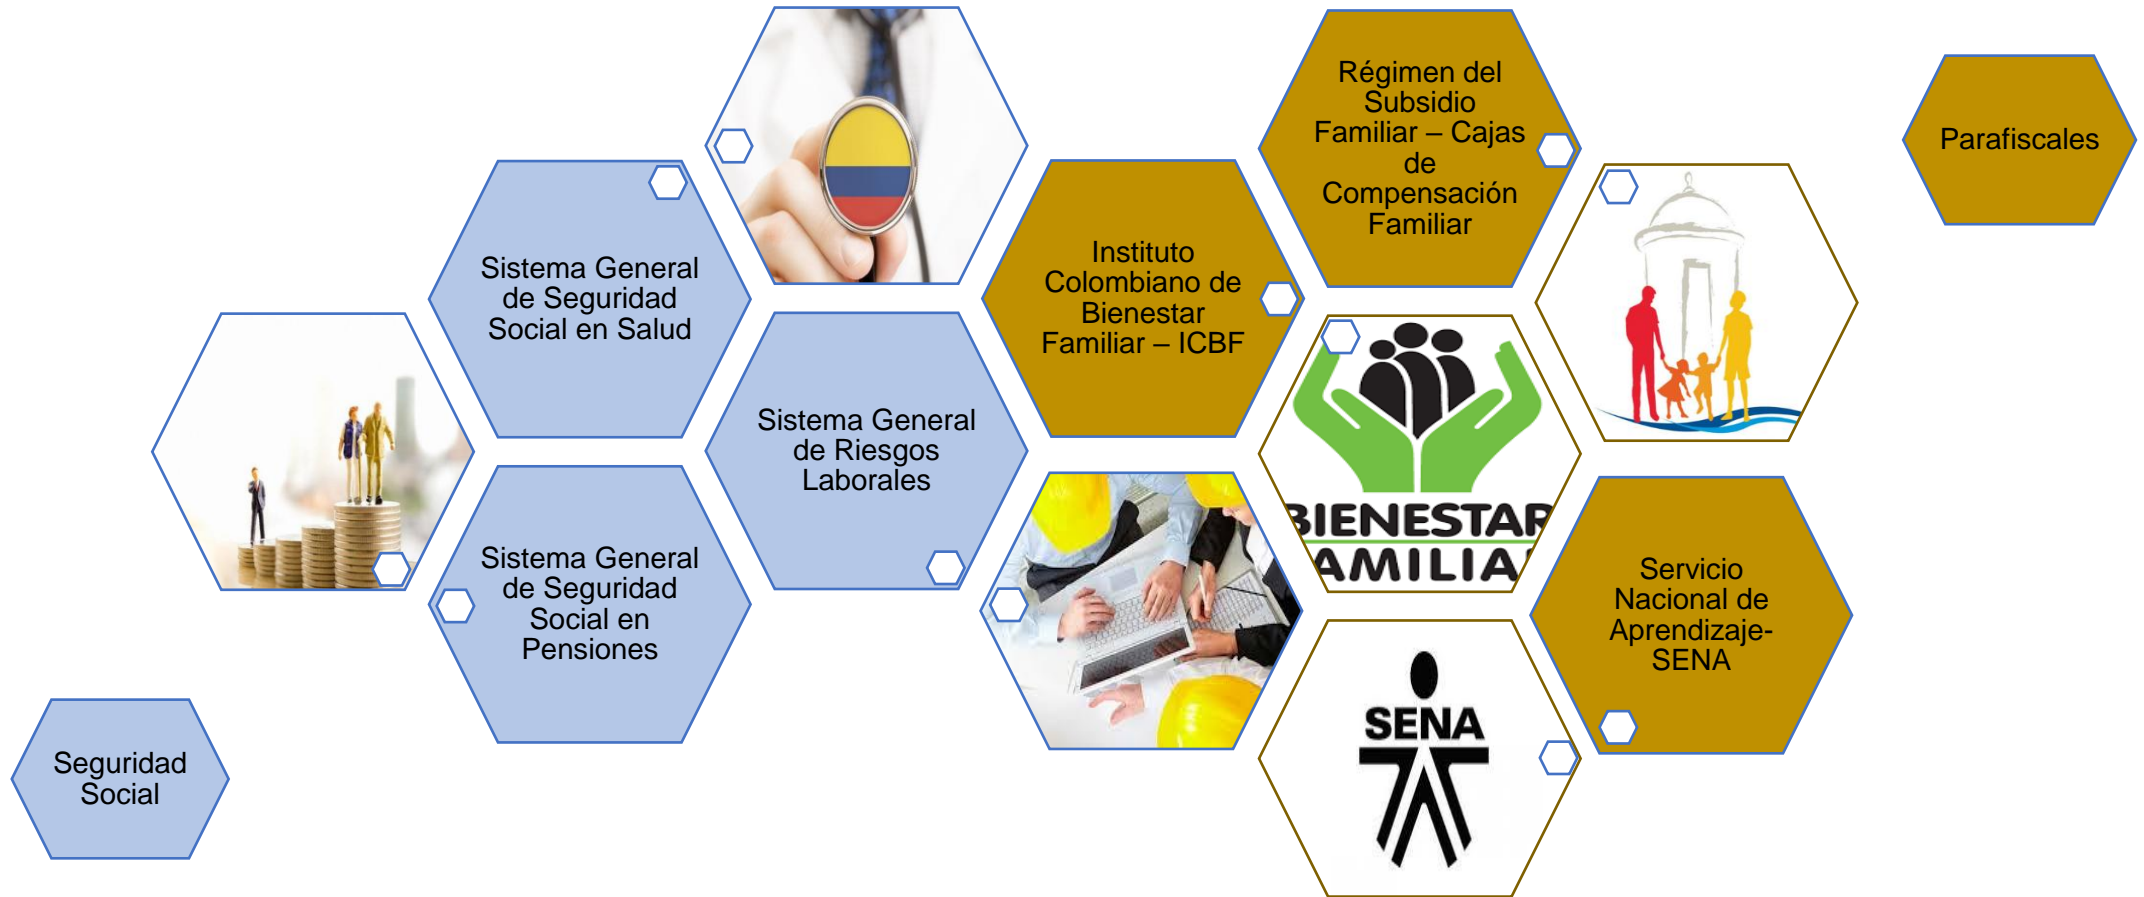 Sistema General
de Seguridad
Social en Salud
Sistema General
de Seguridad
Social en
Pensiones
Sistema General
de Riesgos
Laborales
Instituto
Colombiano de
Bienestar
Familiar – ICBF
Régimen del
Subsidio
Familiar – Cajas
de
Compensación
Familiar
BIENESTAR
FAMILIA
SENA
Servicio
Nacional de
Aprendizaje-
SENA
Parafiscales
Seguridad
Social